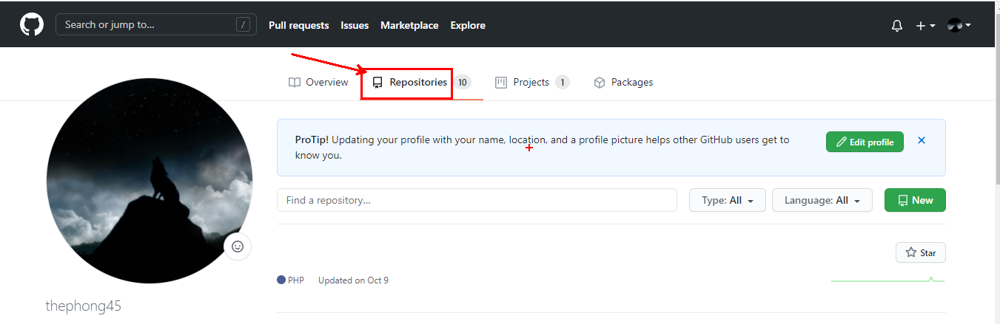 Search or jump to... /
Pull requests Issues Marketplace Explore
Overview Repositories 10 Projects 1 Packages
ProTip! Updating your profile with your name, location, and a profile picture helps other GitHub users get to
know you.
Edit profile
Find a repository...
Type: All
Language: All
New
Star
PHP Updated on Oct 9
thephong45